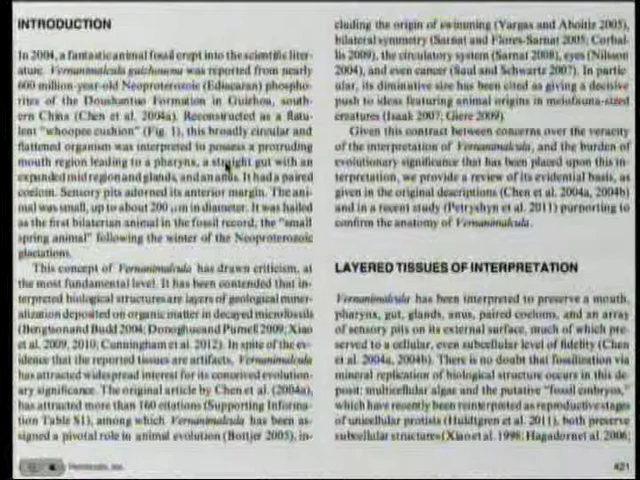 INTRODUCTION
In 2004, a fantastic animal fossil crept into the scientific liter-
ature. Vernanimalcula guizhouena was reported from nearly
600 million-year-old Neoproterozoic (Ediacaran) phospho-
rites of the Doushantuo Formation in Guizhou, south-
ern China (Chen et al. 2004a). Reconstructed as a flatu-
lent “whoopee cushion” (Fig. 1), this broadly circular and
flattened organism was interpreted to possess a protruding
mouth region leading to a pharynx, a straight gut with an
expanded mid region and glands, and an anus. It had a paired
coelom. Sensory pits adorned its anterior margin. The ani-
mal was small, up to about 200 μm in diameter. It was hailed
as the first bilaterian animal in the fossil record, the “small
spring animal” following the winter of the Neoproterozoic
glaciations.
This concept of Vernanimalcula has drawn criticism, at
the most fundamental level. It has been contended that in-
terpreted biological structures are layers of geological miner-
alization deposited on organic matter in decayed microfossils
(Bengtson and Budd 2004; Donoghue and Purnell 2009; Xiao
et al. 2009, 2010; Cunningham et al. 2012). In spite of the ev-
idence that the reported tissues are artifacts, Vernanimalcula
has attracted widespread interest for its conceived evolution-
ary significance. The original article by Chen et al. (2004a),
has attracted more than 160 citations (Supporting Informa-
tion Table S1), among which Vernanimalcula has been as-
signed a pivotal role in animal evolution (Bottjer 2005), in-
cluding the origin of swimming (Vargas and Aboitiz 2005),
bilateral symmetry (Sarnat and Flores-Sarnat 2005; Corbal-
lis 2009), the circulatory system (Sarnat 2008), eyes (Nilsson
2004), and even cancer (Saul and Schwartz 2007). In partic-
ular, its diminutive size has been cited as giving a decisive
push to ideas featuring animal origins in meiofauna-sized
creatures (Isaak 2007; Giere 2009).
Given this contrast between concerns over the veracity
of the interpretation of Vernanimalcula, and the burden of
evolutionary significance that has been placed upon this in-
terpretation, we provide a review of its evidential basis, as
given in the original descriptions (Chen et al. 2004a, 2004b)
and in a recent study (Petryshyn et al. 2011) purporting to
confirm the anatomy of Vernanimalcula.
LAYERED TISSUES OF INTERPRETATION
Vernanimalcula has been interpreted to preserve a mouth,
pharynx, gut, glands, anus, paired coeloms, and an array
of sensory pits on its external surface, much of which pre-
served to a cellular, even subcellular level of fidelity (Chen
et al. 2004a, 2004b). There is no doubt that fossilization via
mineral replication of biological structure occurs in this de-
posit: multicellular algae and the putative “fossil embryos,”
which have recently been reinterpreted as reproductive stages
of unicellular protists (Huldtgren et al. 2011), both preserve
subcellular structures (Xiao et al. 1998; Hagadorn et al. 2006;
Periodicals, Inc.
421